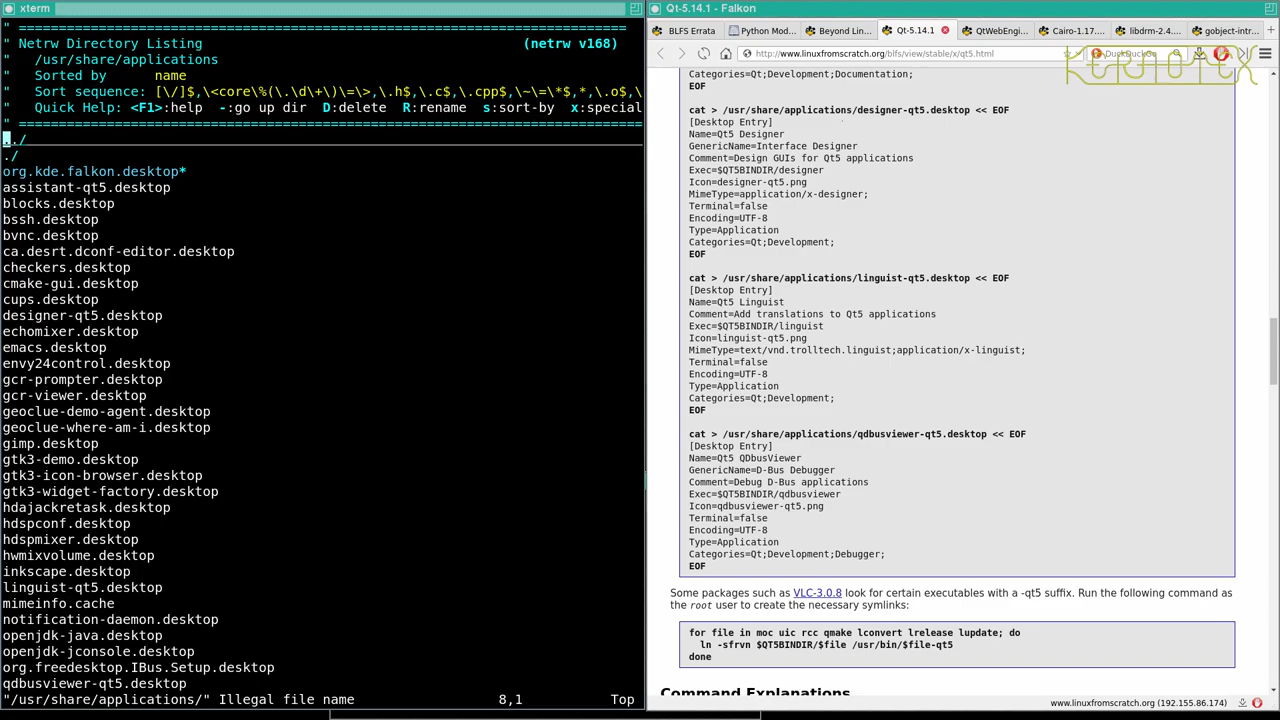 xterm
" ============================================================================
" Netrw Directory Listing                                        (netrw v168)
"   /usr/share/applications
"   Sorted by      name
"   Sort sequence: [\/]$,\<core\%(\.\d\+\)\=\>,\.h$,\.c$,\.cpp$,\~\=\*$,*,\.o$,\
"   Quick Help: <F1>:help  -:go up dir  D:delete  R:rename  s:sort-by  x:special
" ==============================================================================
../
./
org.kde.falkon.desktop*
assistant-qt5.desktop
blocks.desktop
bssh.desktop
bvnc.desktop
ca.desrt.dconf-editor.desktop
checkers.desktop
cmake-gui.desktop
cups.desktop
designer-qt5.desktop
echomixer.desktop
emacs.desktop
envy24control.desktop
gcr-prompter.desktop
gcr-viewer.desktop
geoclue-demo-agent.desktop
geoclue-where-am-i.desktop
gimp.desktop
gtk3-demo.desktop
gtk3-icon-browser.desktop
gtk3-widget-factory.desktop
hdajackretask.desktop
hdspconf.desktop
hdspmixer.desktop
hwmixvolume.desktop
inkscape.desktop
linguist-qt5.desktop
mimeinfo.cache
notification-daemon.desktop
openjdk-java.desktop
openjdk-jconsole.desktop
org.freedesktop.IBus.Setup.desktop
qdbusviewer-qt5.desktop
"/usr/share/applications/" Illegal file name                  8,1           Top
Qt-5.14.1 - Falkon
BLFS Errata
Python Mod...
Beyond Linu...
Qt-5.14.1
QtWebEngi...
Cairo-1.17....
libdrm-2.4....
gobject-intr...
http://www.linuxfromscratch.org/blfs/view/stable/x/qt5.html
DuckDuckGo
Categories=Qt;Development;Documentation;
EOF
cat > /usr/share/applications/designer-qt5.desktop << EOF
[Desktop Entry]
Name=Qt5 Designer
GenericName=Interface Designer
Comment=Design GUIs for Qt5 applications
Exec=$QT5BINDIR/designer
Icon=designer-qt5.png
MimeType=application/x-designer;
Terminal=false
Encoding=UTF-8
Type=Application
Categories=Qt;Development;
EOF
cat > /usr/share/applications/linguist-qt5.desktop << EOF
[Desktop Entry]
Name=Qt5 Linguist
Comment=Add translations to Qt5 applications
Exec=$QT5BINDIR/linguist
Icon=linguist-qt5.png
MimeType=text/vnd.trolltech.linguist;application/x-linguist;
Terminal=false
Encoding=UTF-8
Type=Application
Categories=Qt;Development;
EOF
cat > /usr/share/applications/qdbusviewer-qt5.desktop << EOF
[Desktop Entry]
Name=Qt5 QDbusViewer
GenericName=D-Bus Debugger
Comment=Debug D-Bus applications
Exec=$QT5BINDIR/qdbusviewer
Icon=qdbusviewer-qt5.png
Terminal=false
Encoding=UTF-8
Type=Application
Categories=Qt;Development;Debugger;
EOF
Some packages such as VLC-3.0.8 look for certain executables with a -qt5 suffix. Run the following command as
the root user to create the necessary symlinks:
for file in moc uic rcc qmake lconvert lrelease lupdate; do
ln -sfrvn $QT5BINDIR/$file /usr/bin/$file-qt5
done
Command Explanations
www.linuxfromscratch.org (192.155.86.174)